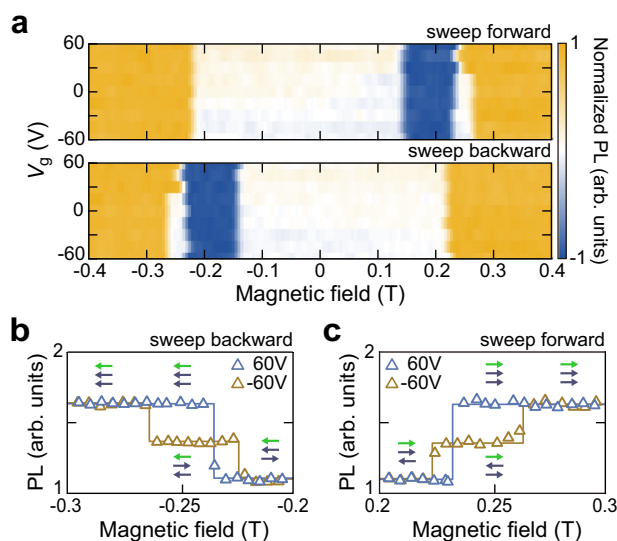 a
sweep forward
60
0
-60
sweep backward
60
0
-60
V_g (V)
-0.4 -0.3 -0.2 -0.1 0 0.1 0.2 0.3 0.4
Magnetic field (T)
1
-1
Normalized PL (arb. units)
b
sweep backward
2
1
PL (arb. units)
60V
-60V
-0.3 -0.25 -0.2
Magnetic field (T)
c
sweep forward
2
1
PL (arb. units)
60V
-60V
0.2 0.25 0.3
Magnetic field (T)